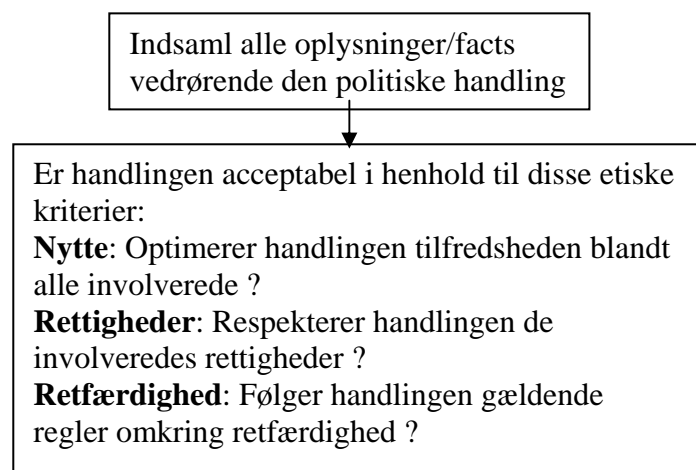 Indsaml alle oplysninger/facts
vedrørende den politiske handling
Er handlingen acceptabel i henhold til disse etiske
kriterier:
Nytte: Optimerer handlingen tilfredsheden blandt
alle involverede ?
Rettigheder: Respekterer handlingen de
involveredes rettigheder ?
Retfærdighed: Følger handlingen gældende
regler omkring retfærdighed ?